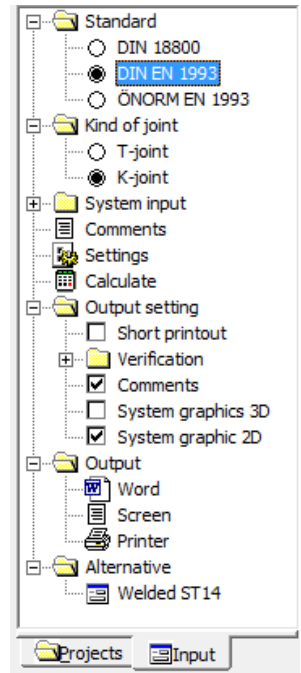 Standard
DIN 18800
DIN EN 1993
ÖNORM EN 1993
Kind of joint
T-joint
K-joint
System input
Comments
Settings
Calculate
Output setting
Short printout
Verification
Comments
System graphics 3D
System graphic 2D
Output
Word
Screen
Printer
Alternative
Welded ST14
Projects Input